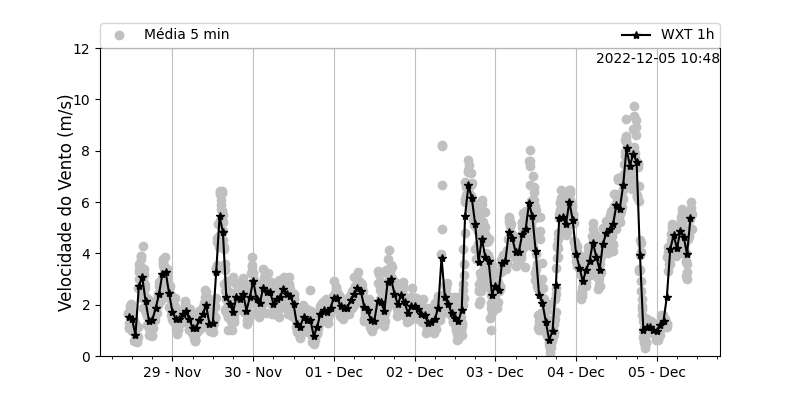 Média 5 min
WXT 1h
2022-12-05 10:48
Velocidade do Vento (m/s)
12
10
8
6
4
2
0
29 - Nov
30 - Nov
01 - Dec
02 - Dec
03 - Dec
04 - Dec
05 - Dec